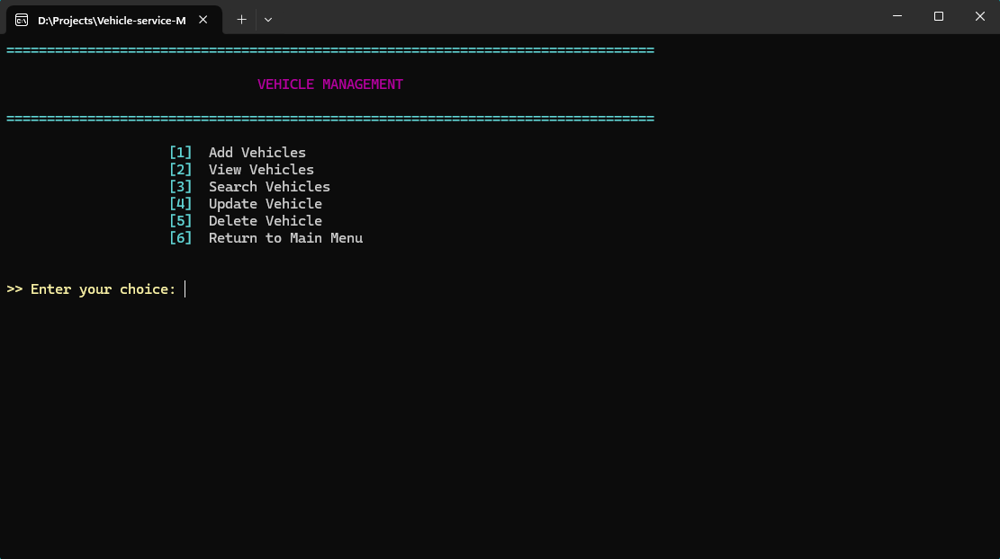 D:\Projects\Vehicle-service-M
================================================================================
VEHICLE MANAGEMENT
================================================================================
[1]  Add Vehicles
[2]  View Vehicles
[3]  Search Vehicles
[4]  Update Vehicle
[5]  Delete Vehicle
[6]  Return to Main Menu
>> Enter your choice: